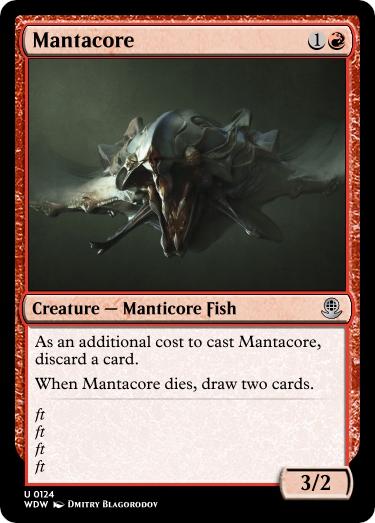 Mantacore
1
Creature — Manticore Fish
As an additional cost to cast Mantacore,
discard a card.
When Mantacore dies, draw two cards.
ft
ft
ft
ft
3/2
U 0124
WDW Dmitry Blagorodov